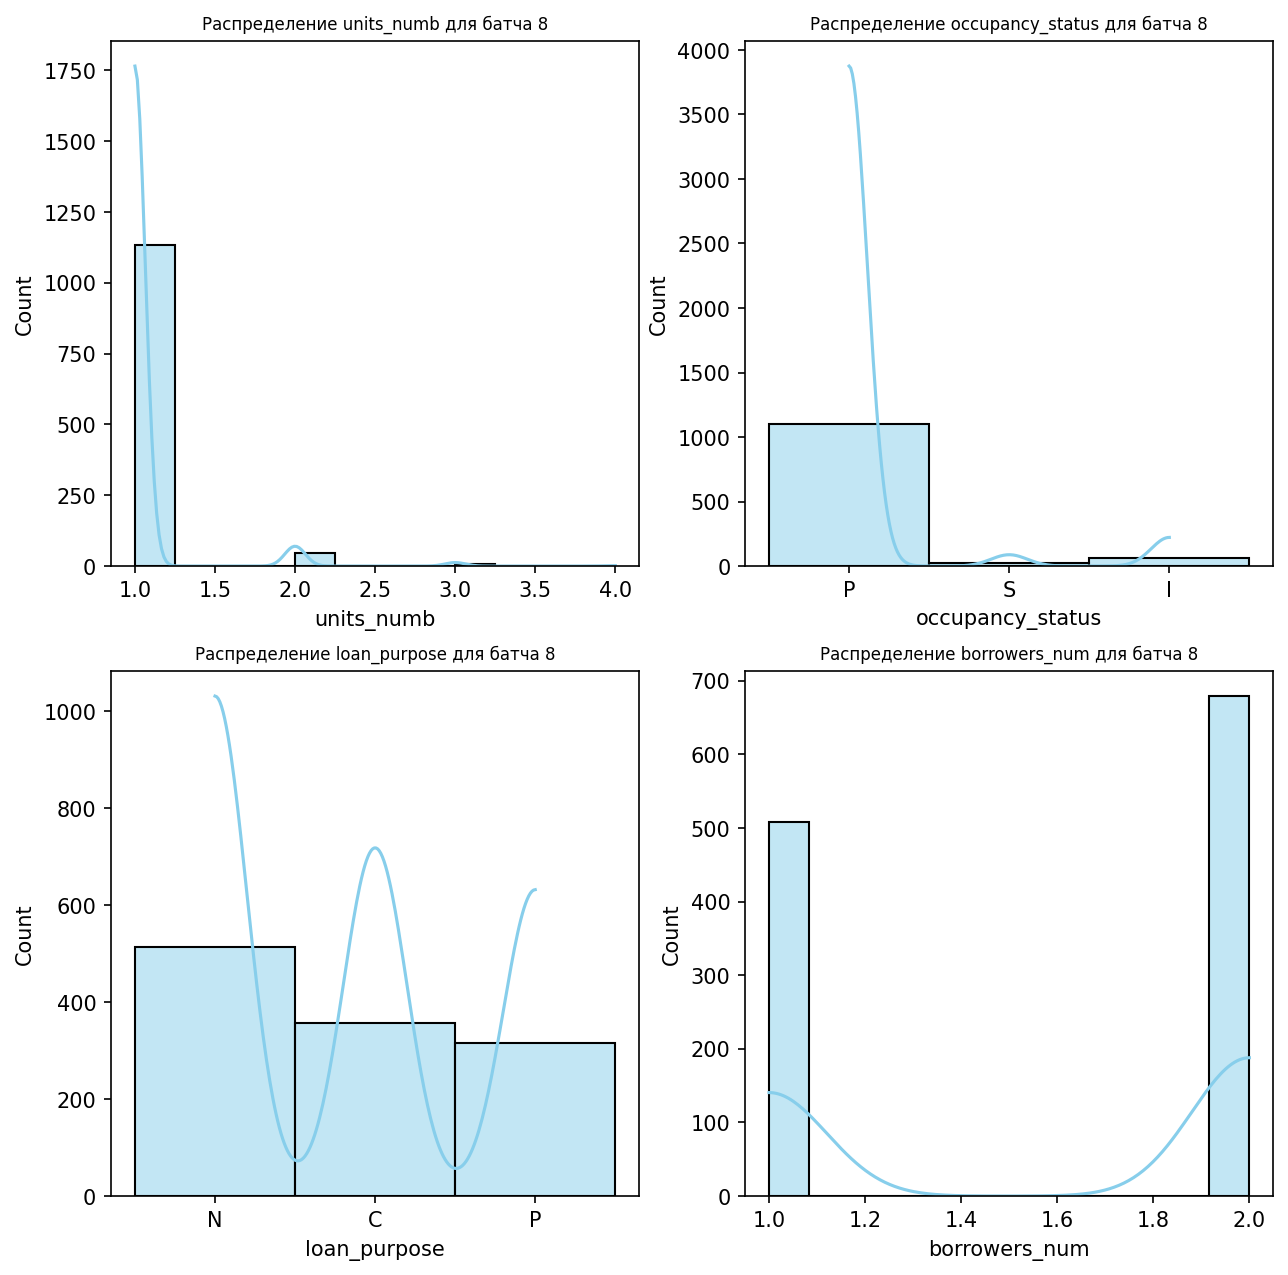 Распределение units_numb для батча 8
1750
1500
1250
1000
750
500
250
0
Count
1.0 1.5 2.0 2.5 3.0 3.5 4.0
units_numb
Распределение occupancy_status для батча 8
4000
3500
3000
2500
2000
1500
1000
500
0
Count
P S I
occupancy_status
Распределение loan_purpose для батча 8
1000
800
600
400
200
0
Count
N C P
loan_purpose
Распределение borrowers_num для батча 8
700
600
500
400
300
200
100
0
Count
1.0 1.2 1.4 1.6 1.8 2.0
borrowers_num